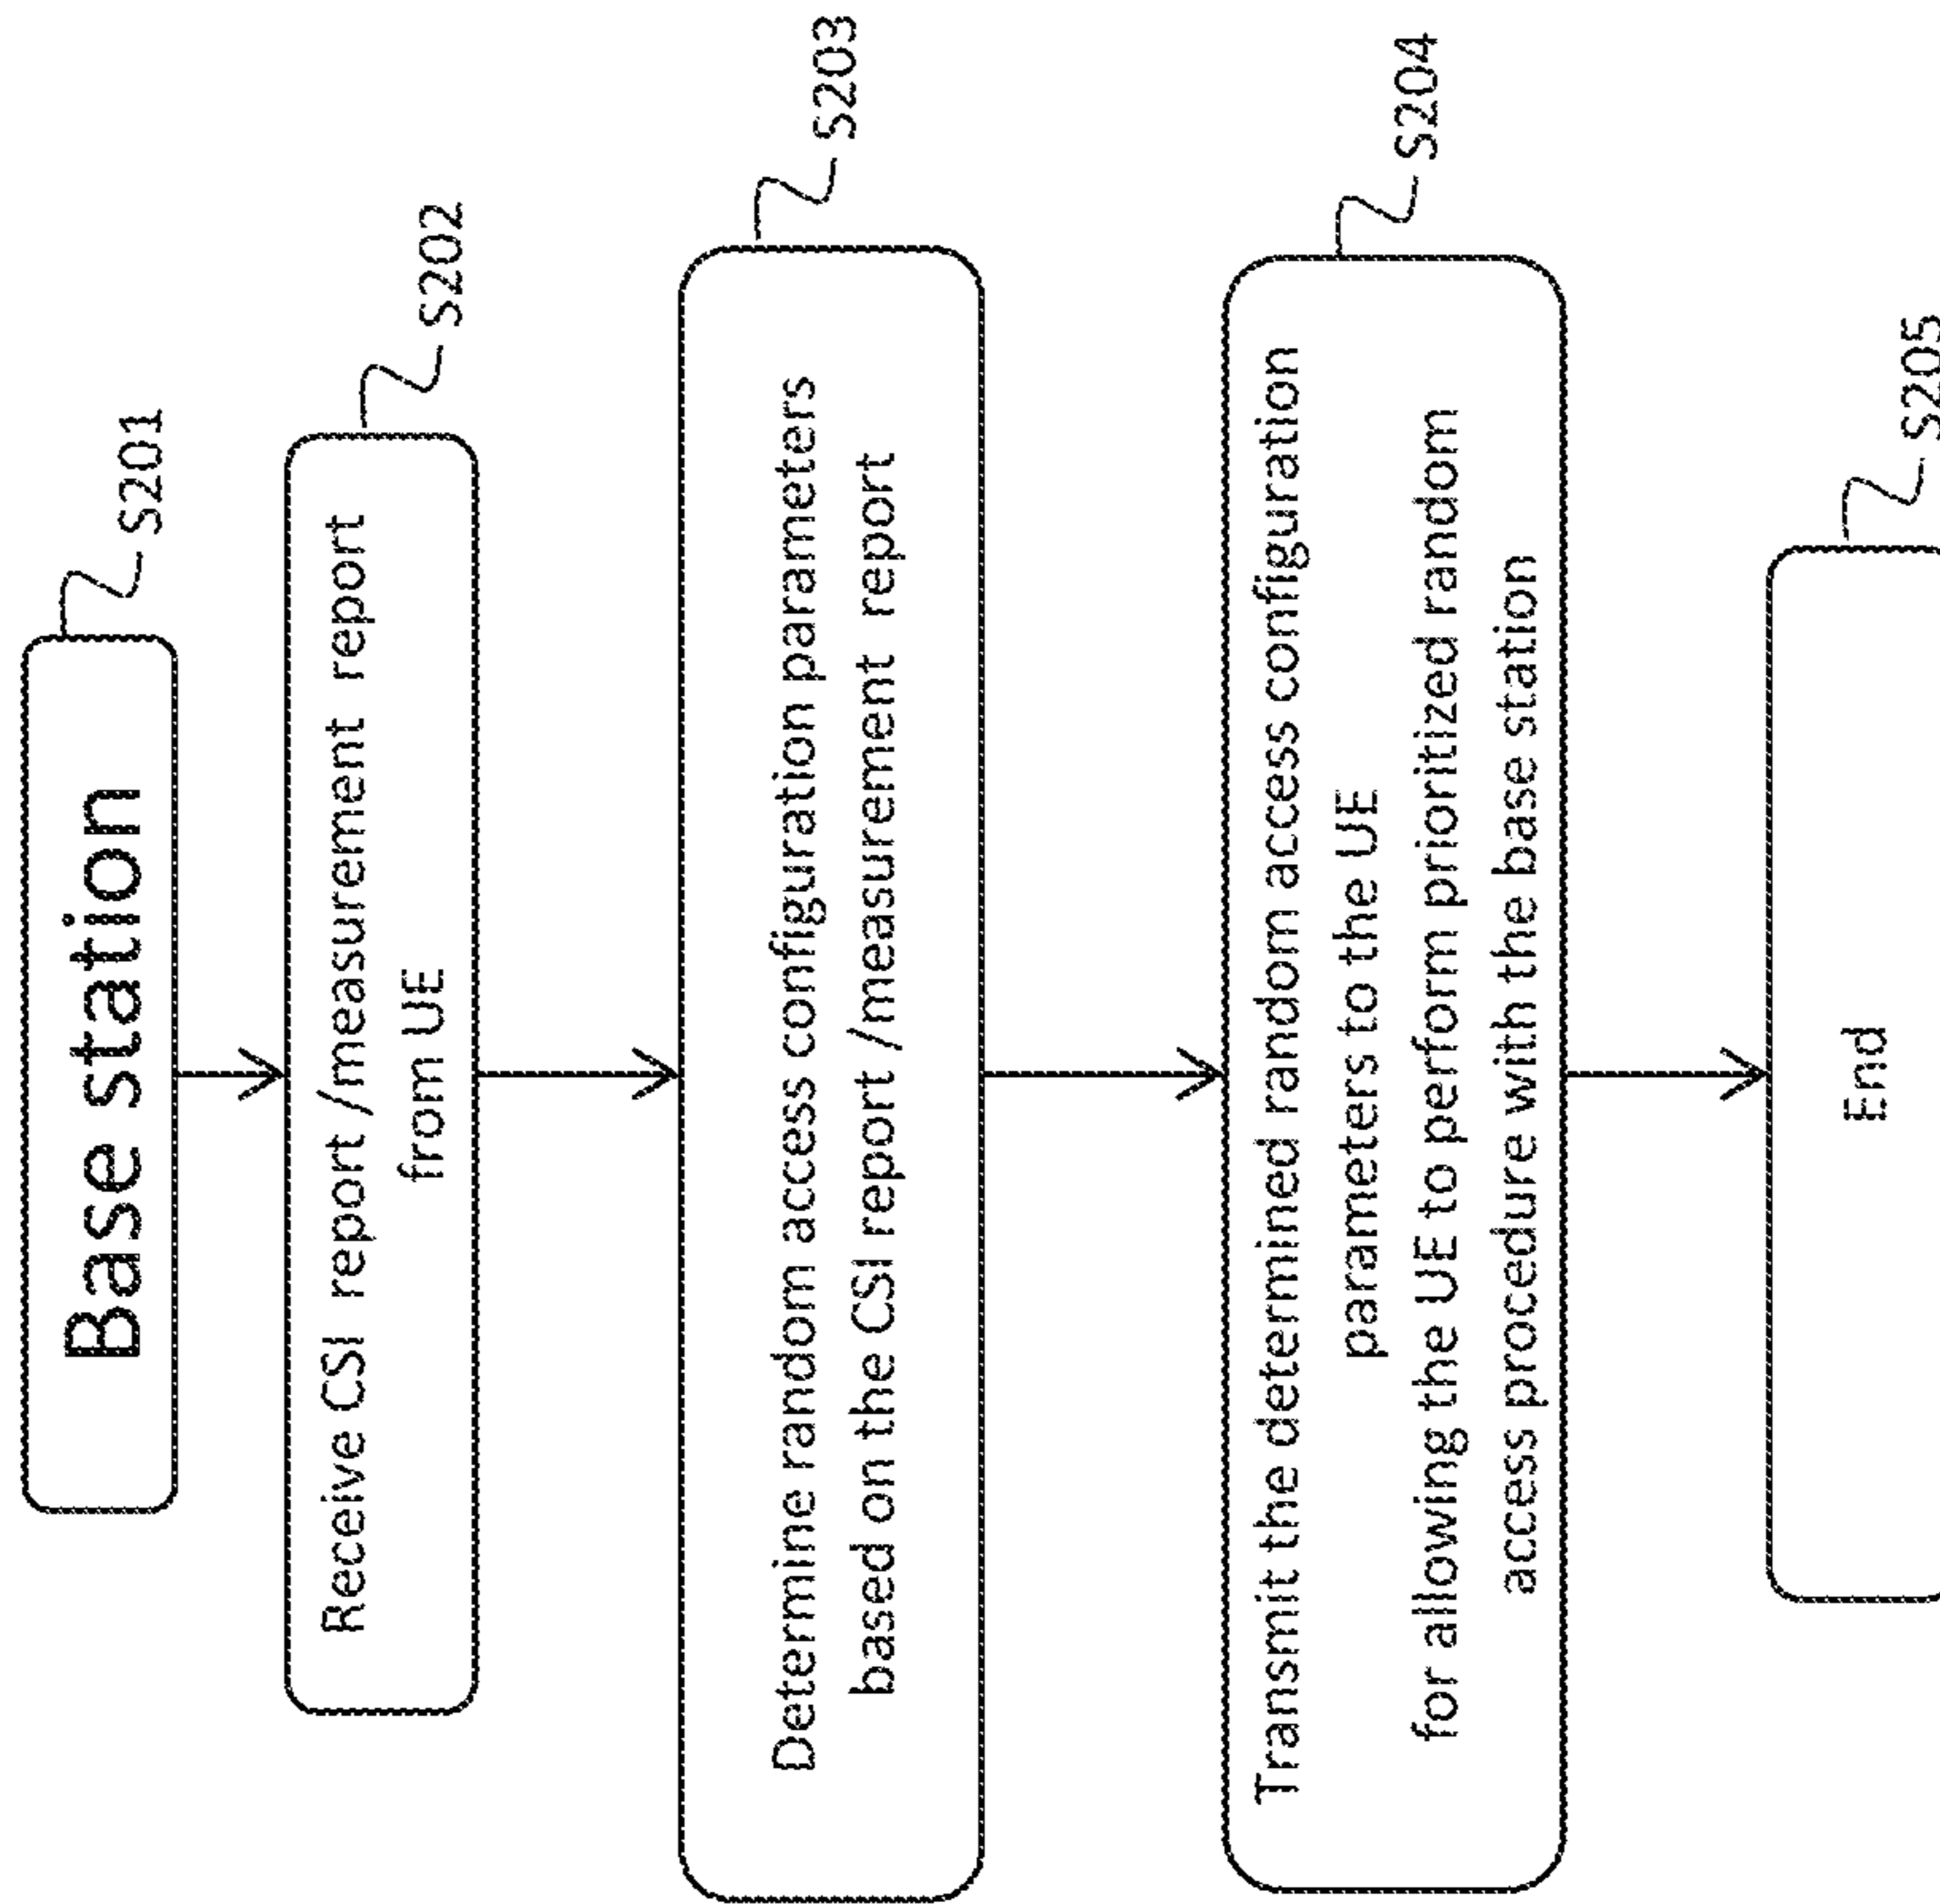 Base station
S201
Receive CSI report /measurement report
from UE
S202
Determine random access configuration parameters
based on the CSI report /measurement report
S203
Transmit the determined random access configuration
parameters to the UE
for allowing the UE to perform prioritized random
access procedure with the base station
S204
End
S205